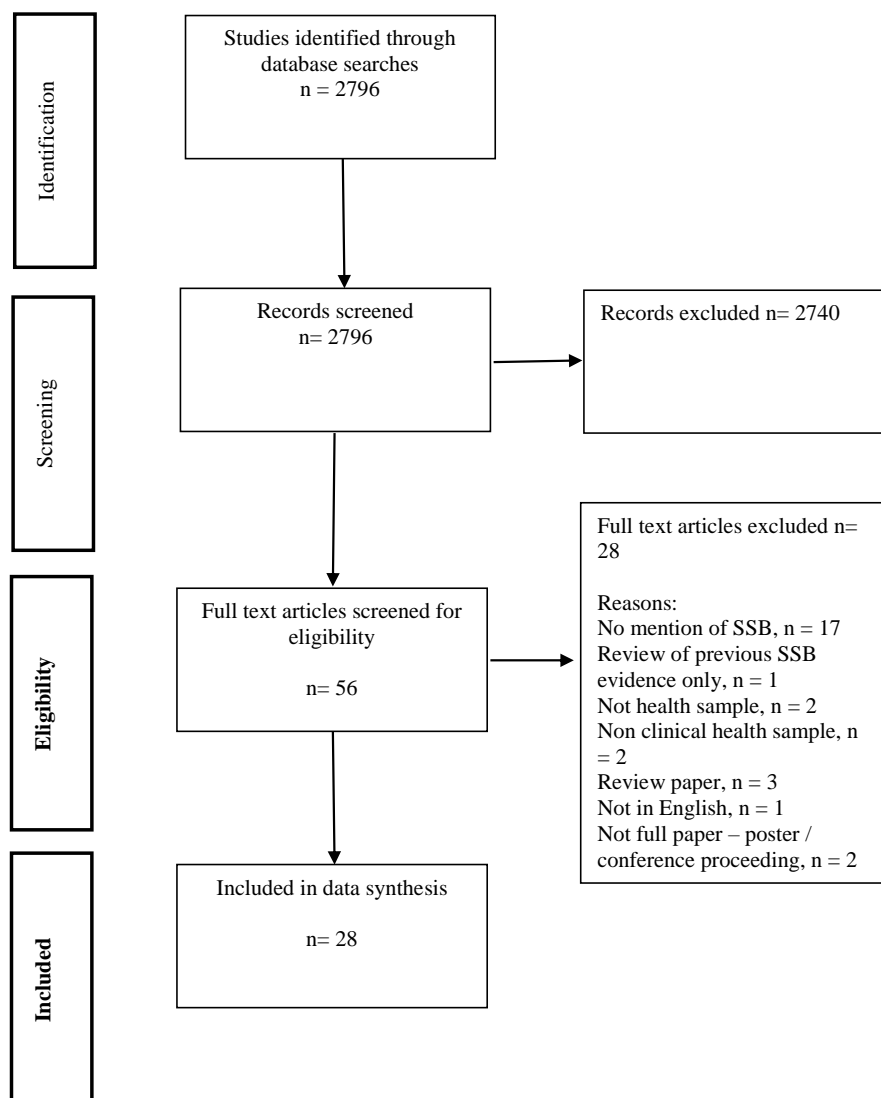 Identification
Studies identified through
database searches
n = 2796
Screening
Records screened
n= 2796
Records excluded n= 2740
Eligibility
Full text articles screened for
eligibility
n= 56
Full text articles excluded n=
28
Reasons:
No mention of SSB, n = 17
Review of previous SSB
evidence only, n = 1
Not health sample, n = 2
Non clinical health sample, n
= 2
Review paper, n = 3
Not in English, n = 1
Not full paper – poster /
conference proceeding, n = 2
Included
Included in data synthesis
n= 28